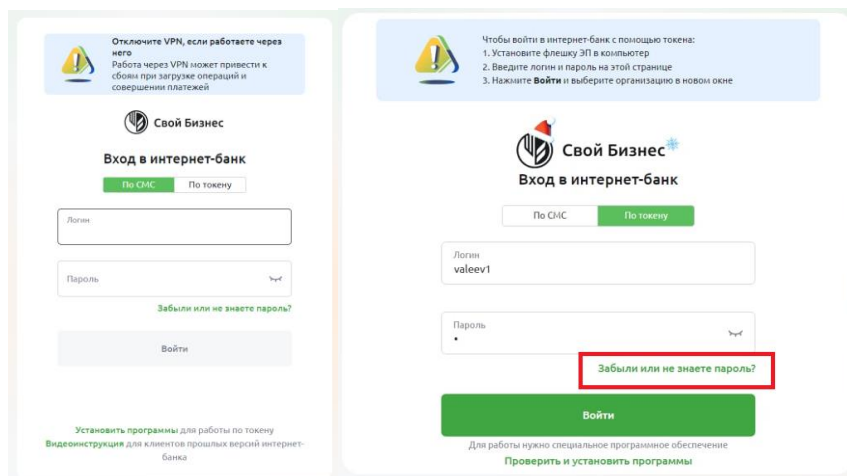 Отключите VPN, если работаете через
него
Работа через VPN может привести к
сбоям при загрузке операций и
совершении платежей
Свой Бизнес
Вход в интернет-банк
По СМС
По токену
Логин
Пароль
Забыли или не знаете пароль?
Войти
Установить программы для работы по токену
Видеоинструкция для клиентов прошлых версий интернет-
банка
Чтобы войти в интернет-банк с помощью токена:
1. Установите флешку ЭП в компьютер
2. Введите логин и пароль на этой странице
3. Нажмите Войти и выберите организацию в новом окне
Свой Бизнес
Вход в интернет-банк
По СМС
По токену
Логин
valeev1
Пароль
•
Забыли или не знаете пароль?
Войти
Для работы нужно специальное программное обеспечение
Проверить и установить программы